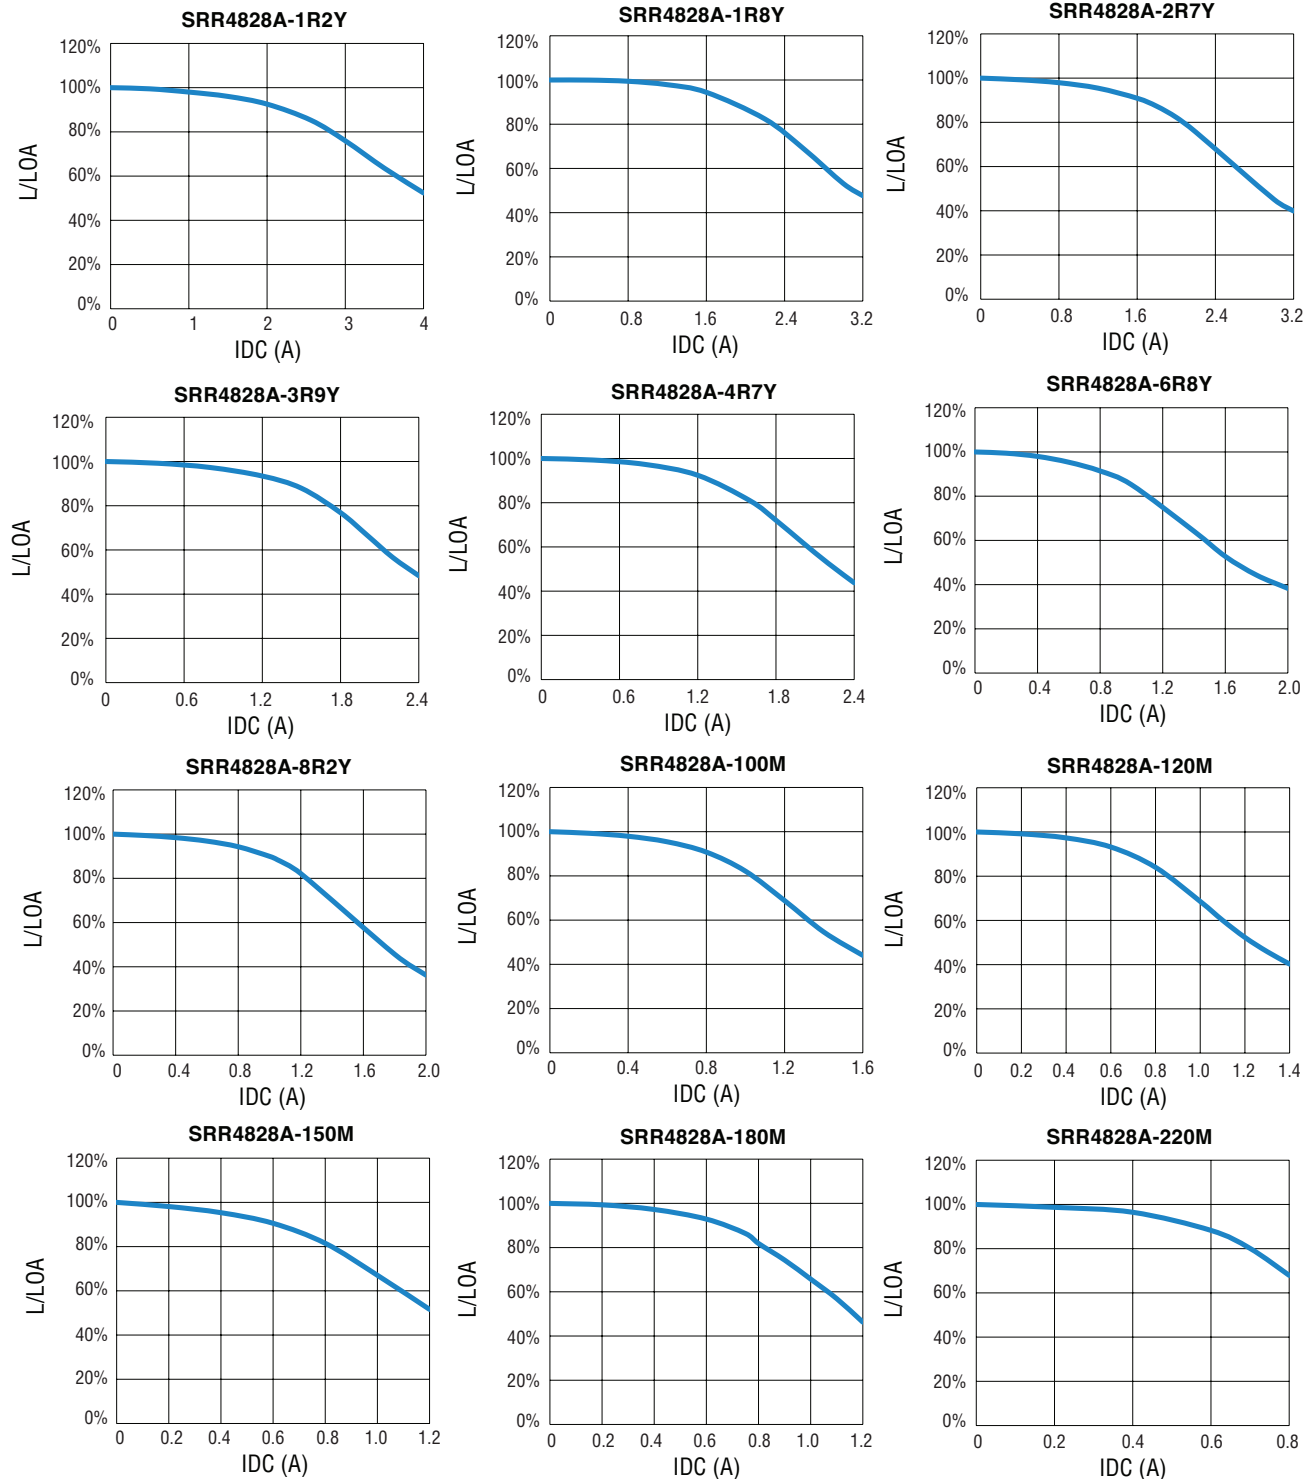 SRR4828A-1R2Y
120%
100%
80%
60%
40%
20%
0%
L/LOA
0 1 2 3 4
IDC (A)
SRR4828A-1R8Y
120%
100%
80%
60%
40%
20%
0%
L/LOA
0 0.8 1.6 2.4 3.2
IDC (A)
SRR4828A-2R7Y
120%
100%
80%
60%
40%
20%
0%
L/LOA
0 0.8 1.6 2.4 3.2
IDC (A)
SRR4828A-3R9Y
120%
100%
80%
60%
40%
20%
0%
L/LOA
0 0.6 1.2 1.8 2.4
IDC (A)
SRR4828A-4R7Y
120%
100%
80%
60%
40%
20%
0%
L/LOA
0 0.6 1.2 1.8 2.4
IDC (A)
SRR4828A-6R8Y
120%
100%
80%
60%
40%
20%
0%
L/LOA
0 0.4 0.8 1.2 1.6 2.0
IDC (A)
SRR4828A-8R2Y
120%
100%
80%
60%
40%
20%
0%
L/LOA
0 0.4 0.8 1.2 1.6 2.0
IDC (A)
SRR4828A-100M
120%
100%
80%
60%
40%
20%
0%
L/LOA
0 0.4 0.8 1.2 1.6
IDC (A)
SRR4828A-120M
120%
100%
80%
60%
40%
20%
0%
L/LOA
0 0.2 0.4 0.6 0.8 1.0 1.2 1.4
IDC (A)
SRR4828A-150M
120%
100%
80%
60%
40%
20%
0%
L/LOA
0 0.2 0.4 0.6 0.8 1.0 1.2
IDC (A)
SRR4828A-180M
120%
100%
80%
60%
40%
20%
0%
L/LOA
0 0.2 0.4 0.6 0.8 1.0 1.2
IDC (A)
SRR4828A-220M
120%
100%
80%
60%
40%
20%
0%
L/LOA
0 0.2 0.4 0.6 0.8
IDC (A)